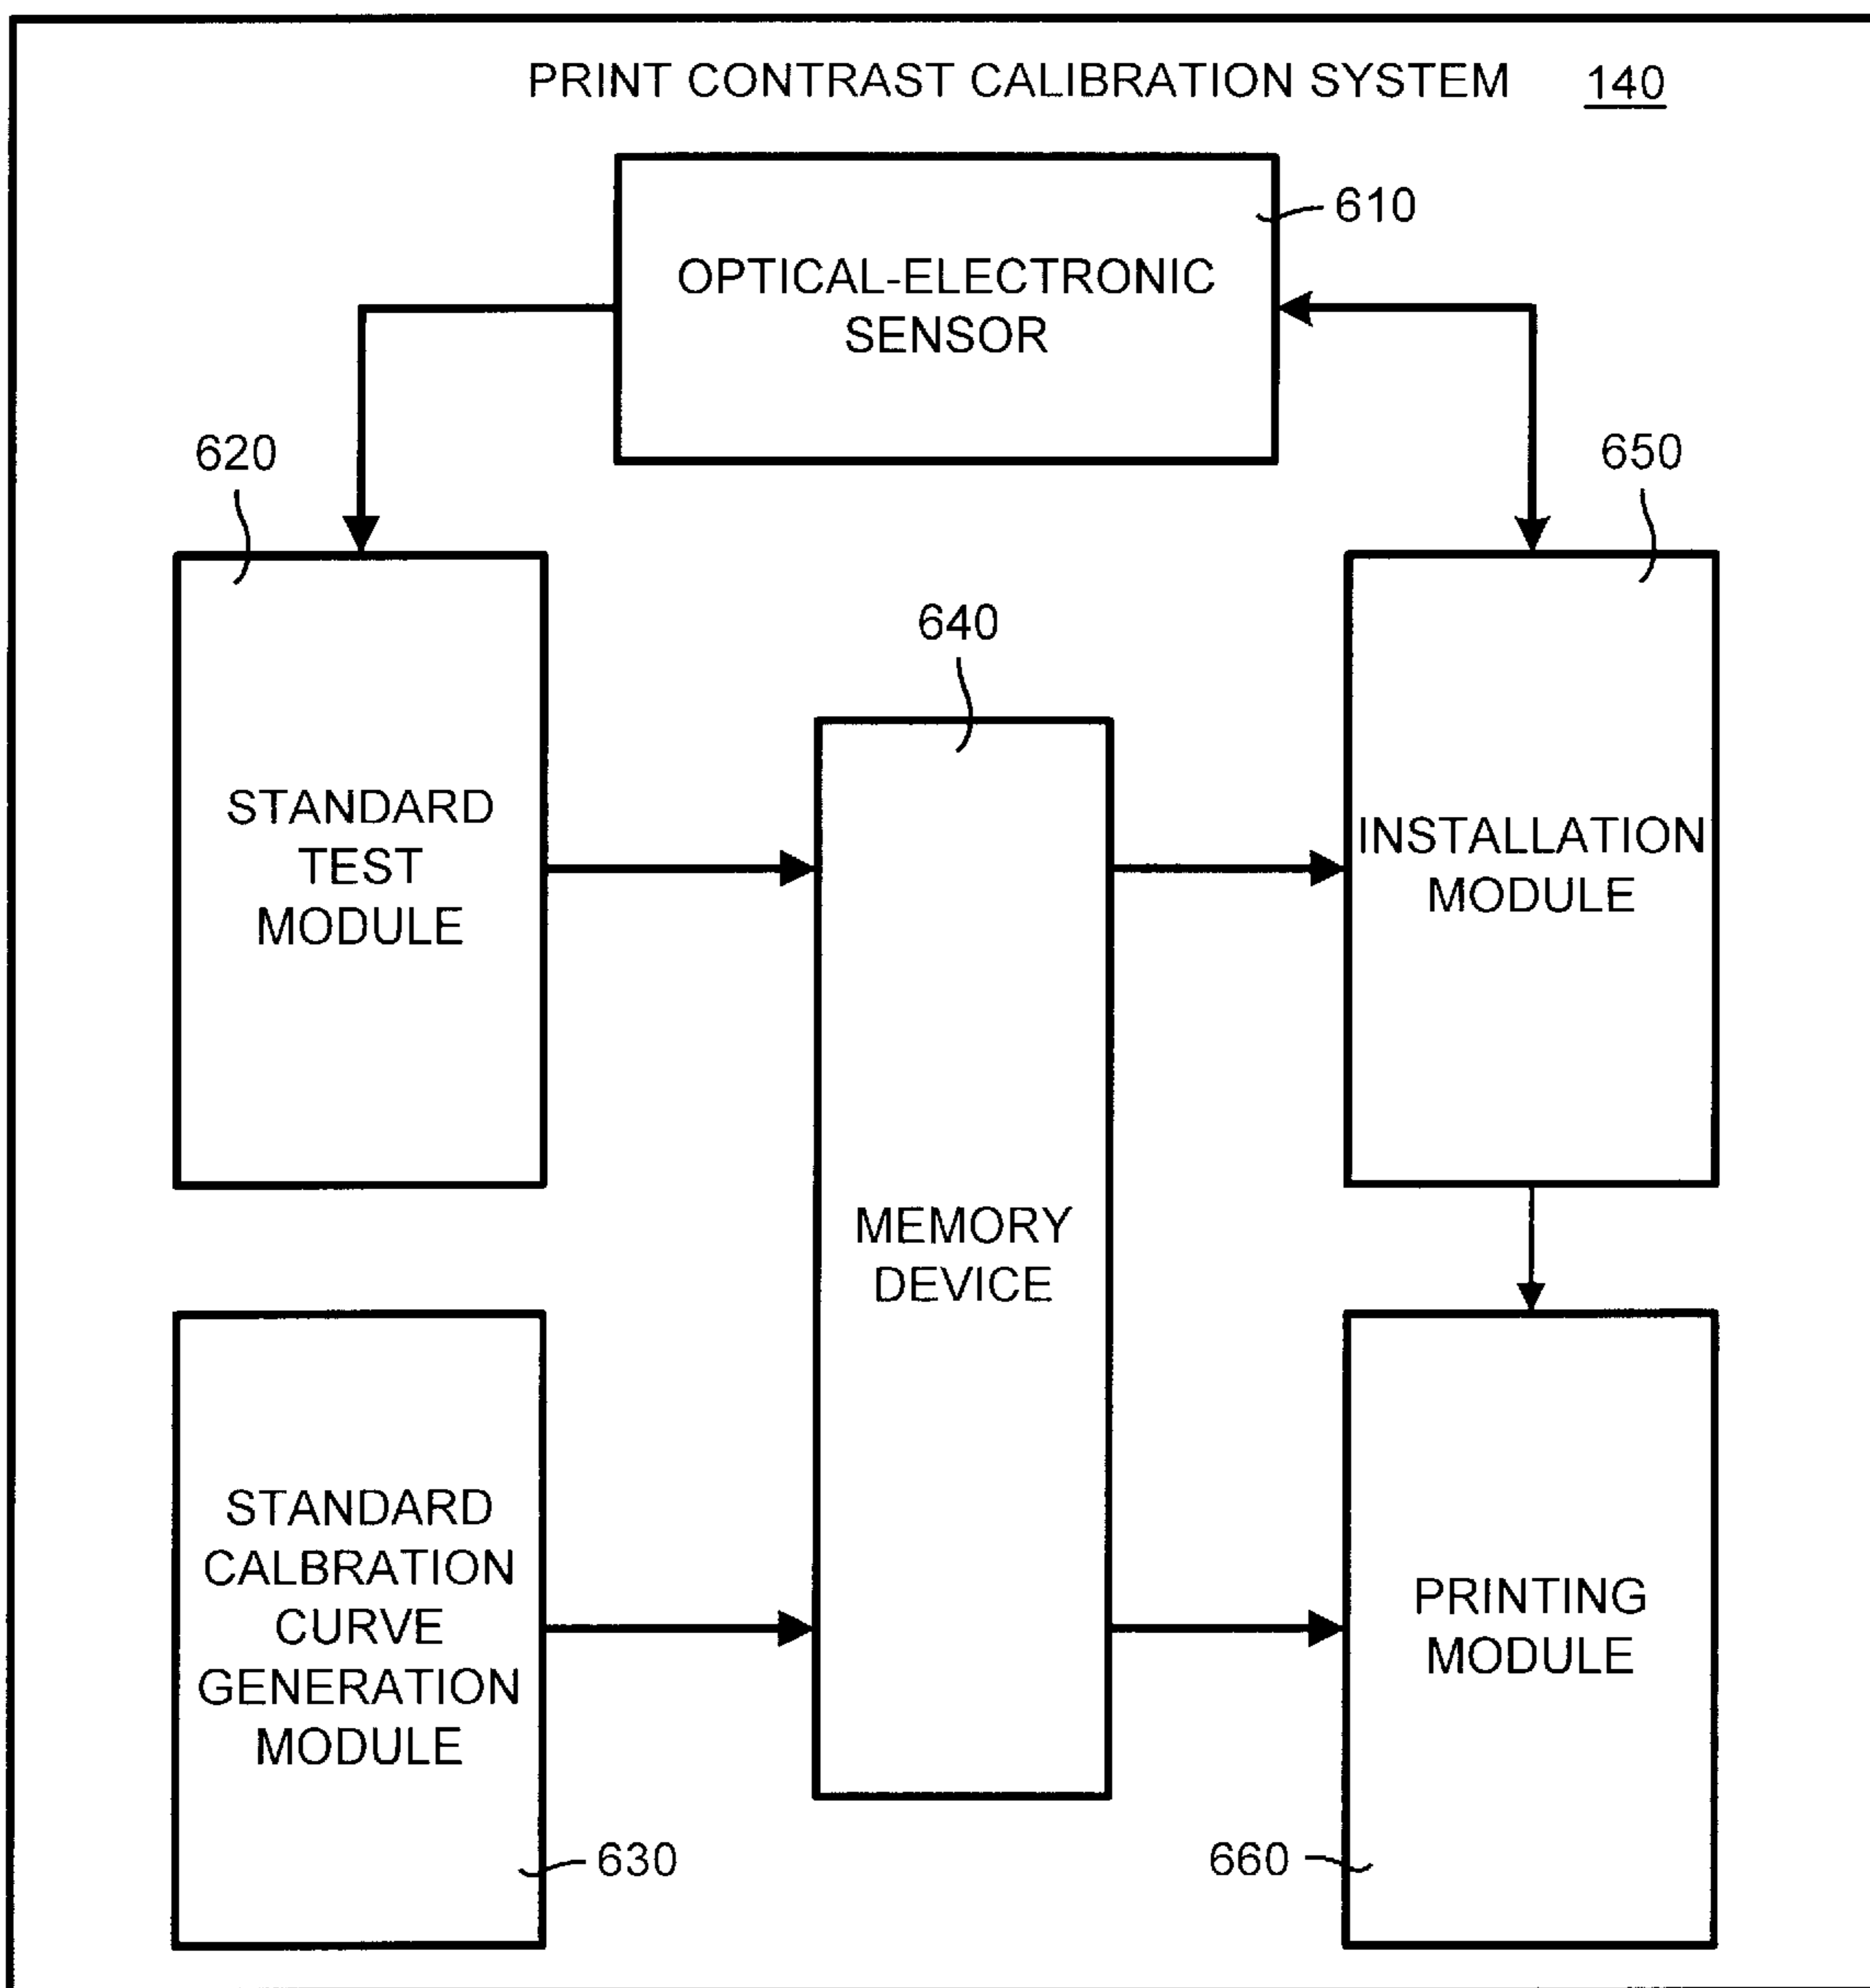 PRINT CONTRAST CALIBRATION SYSTEM 140
610
OPTICAL-ELECTRONIC
SENSOR
620
650
640
STANDARD
TEST
MODULE
INSTALLATION
MODULE
MEMORY
DEVICE
STANDARD
CALBRATION
CURVE
GENERATION
MODULE
PRINTING
MODULE
630
660